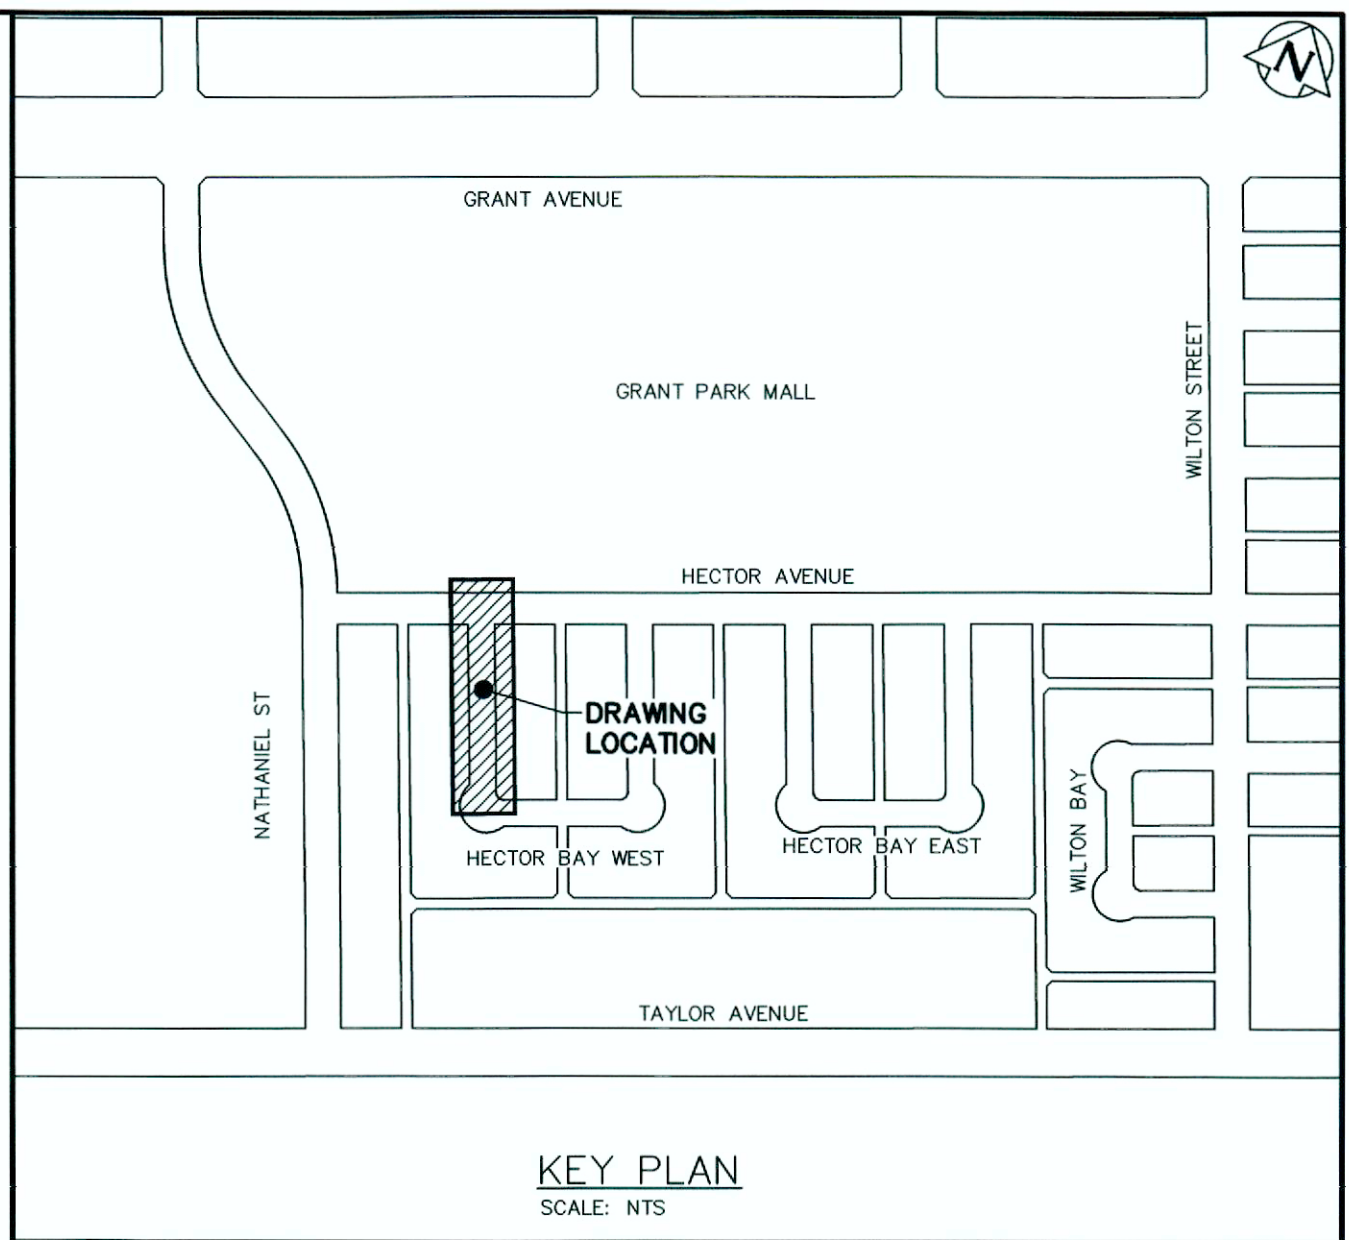 N
GRANT AVENUE
GRANT PARK MALL
WILTON STREET
HECTOR AVENUE
NATHANIEL ST
DRAWING
LOCATION
HECTOR BAY WEST
HECTOR BAY EAST
WILTON BAY
TAYLOR AVENUE
KEY PLAN
SCALE: NTS